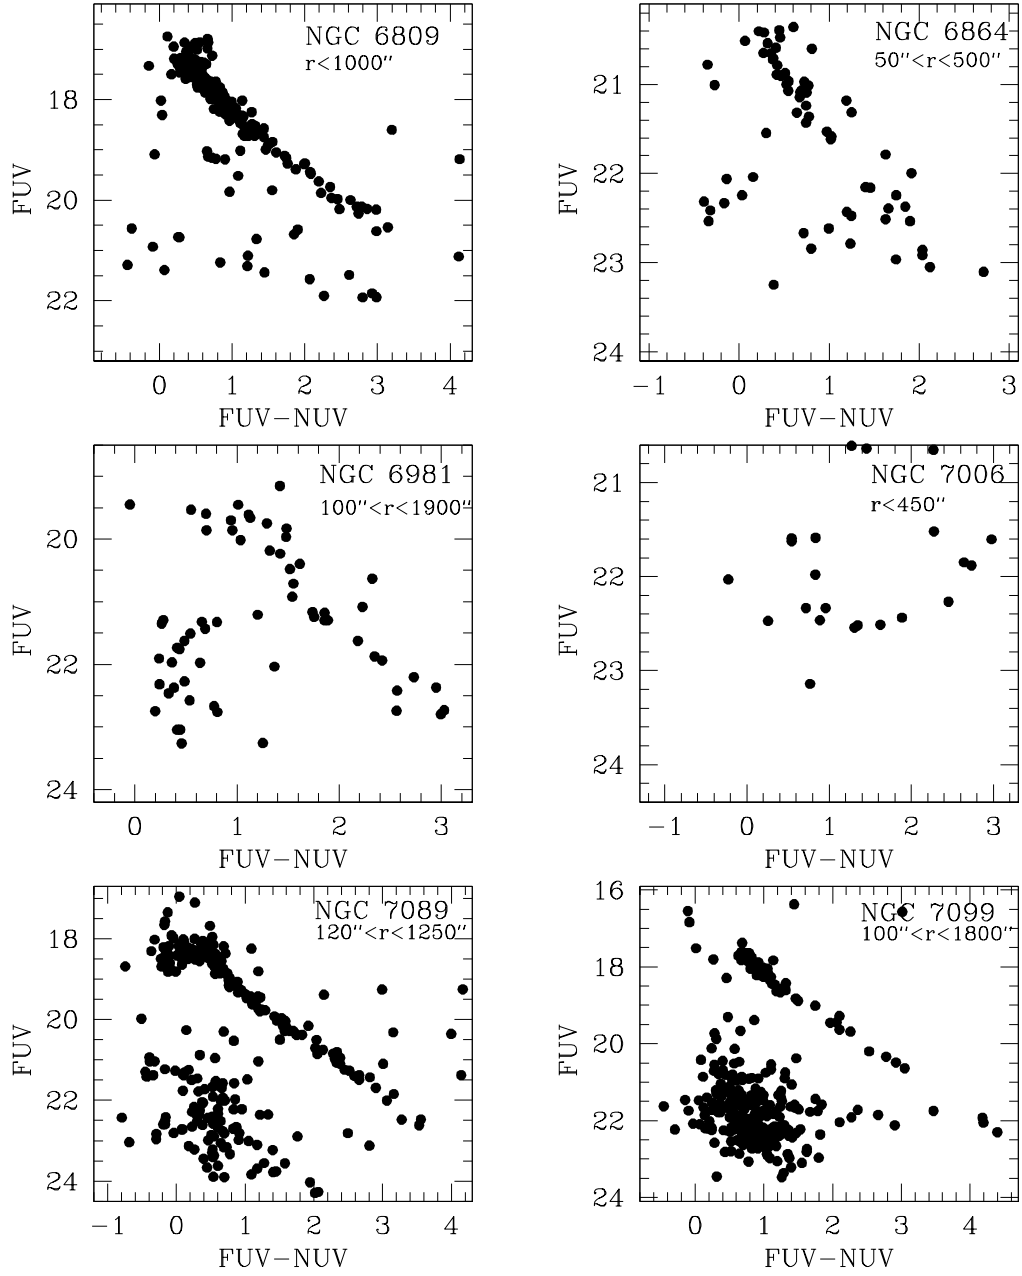 NGC 6809
r<1000"
18
20
22
FUV
0 1 2 3 4
FUV−NUV
NGC 6864
50"<r<500"
21
22
23
24
FUV
−1 0 1 2 3
FUV−NUV
NGC 6981
100"<r<1900"
20
22
24
FUV
0 1 2 3
FUV−NUV
NGC 7006
r<450"
21
22
23
24
FUV
−1 0 1 2 3
FUV−NUV
NGC 7089
120"<r<1250"
18
20
22
24
FUV
−1 0 1 2 3 4
FUV−NUV
NGC 7099
100"<r<1800"
16
18
20
22
24
FUV
0 1 2 3 4
FUV−NUV